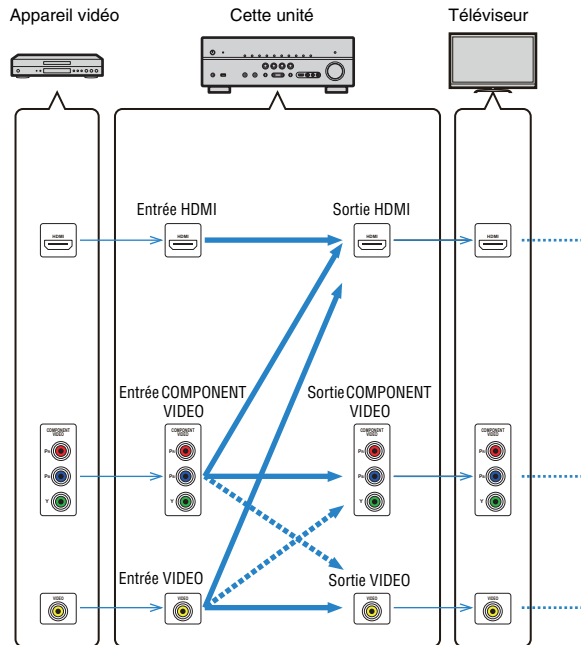 Appareil vidéo
Cette unité
Téléviseur
Entrée HDMI
Sortie HDMI
HDMI
HDMI
HDMI
HDMI
Entrée COMPONENT
VIDEO
Sortie COMPONENT
VIDEO
COMPONENT
VIDEO
PR
PB
Y
COMPONENT
VIDEO
PR
PB
Y
COMPONENT
VIDEO
PR
PB
Y
COMPONENT
VIDEO
PR
PB
Y
Entrée VIDEO
Sortie VIDEO
VIDEO
VIDEO
VIDEO
VIDEO